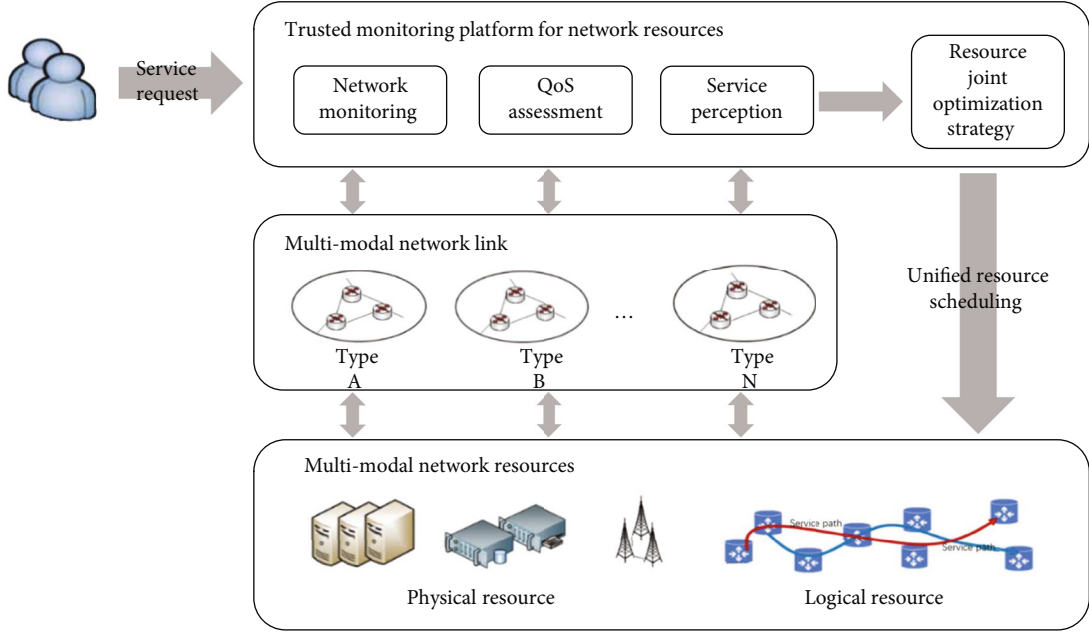 Trusted monitoring platform for network resources
Service
request
Network
monitoring
QoS
assessment
Service
perception
Resource
joint
optimization
strategy
Multi-modal network link
...
Type
A
Type
B
Type
N
Unified resource
scheduling
Multi-modal network resources
Service path
Service path
Physical resource
Logical resource